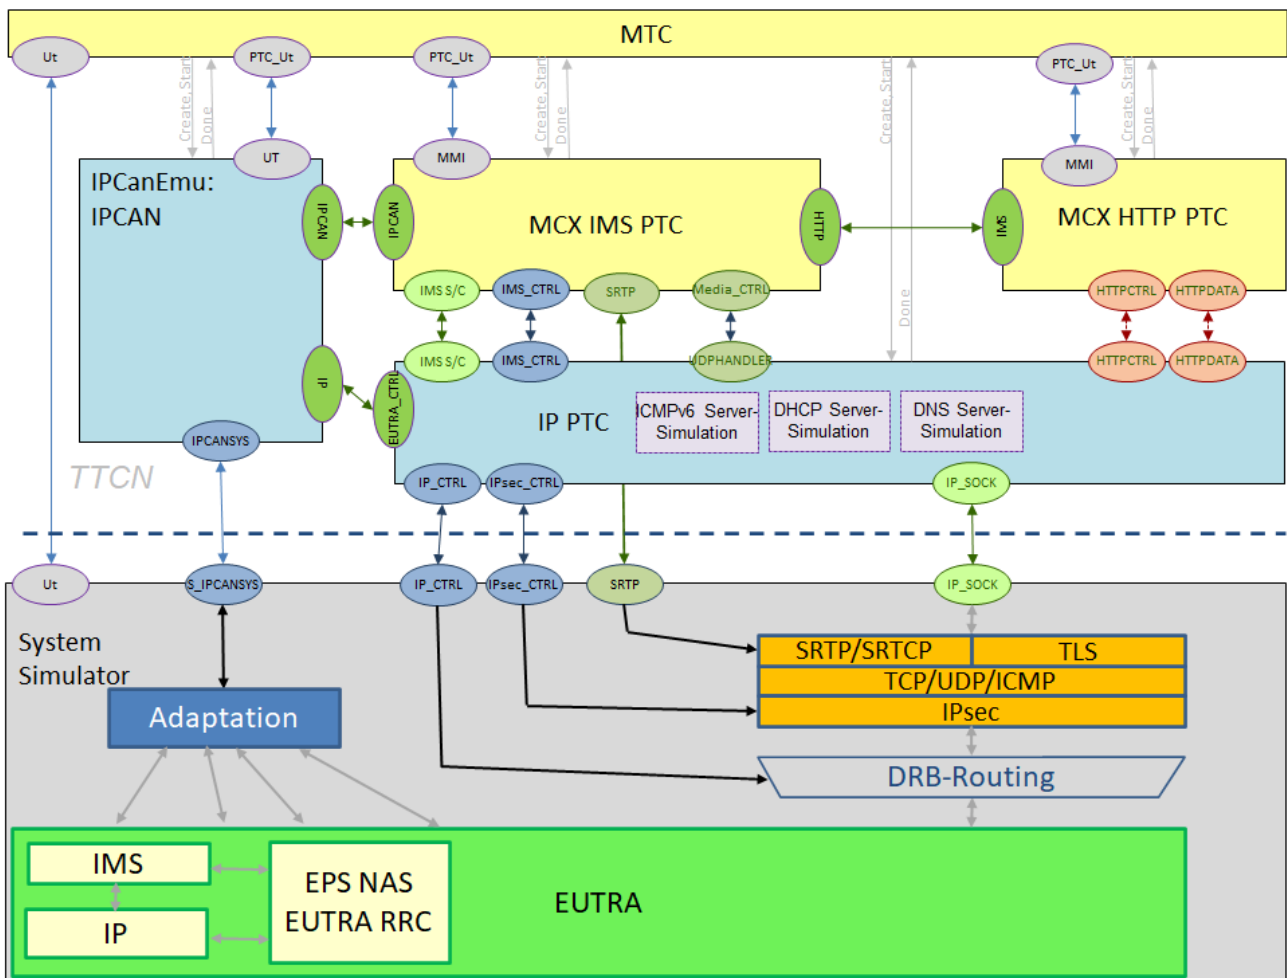 MTC
Ut
PTC_Ut
PTC_Ut
PTC_Ut
Create,Start
Done
Create,Start
Done
Done
Create,Start
Done
UT
MMI
MMI
IPCanEmu:
IPCAN
IPCAN
IPCAN
MCX IMS PTC
HTTP
SMI
MCX HTTP PTC
IMS S/C
IMS_CTRL
SRTP
Media_CTRL
HTTPCTRL
HTTPDATA
IMS S/C
IMS_CTRL
UDPHANDLER
HTTPCTRL
HTTPDATA
IP
EUTRA_CTRL
IP PTC
ICMPv6 Server-
Simulation
DHCP Server-
Simulation
DNS Server-
Simulation
IPCANSYS
TTCN
IP_CTRL
IPsec_CTRL
IP_SOCK
Ut
S_IPCANSYS
IP_CTRL
IPsec_CTRL
SRTP
IP_SOCK
System
Simulator
SRTP/SRTCP
TLS
TCP/UDP/ICMP
IPsec
Adaptation
DRB-Routing
IMS
IP
EPS NAS
EUTRA RRC
EUTRA